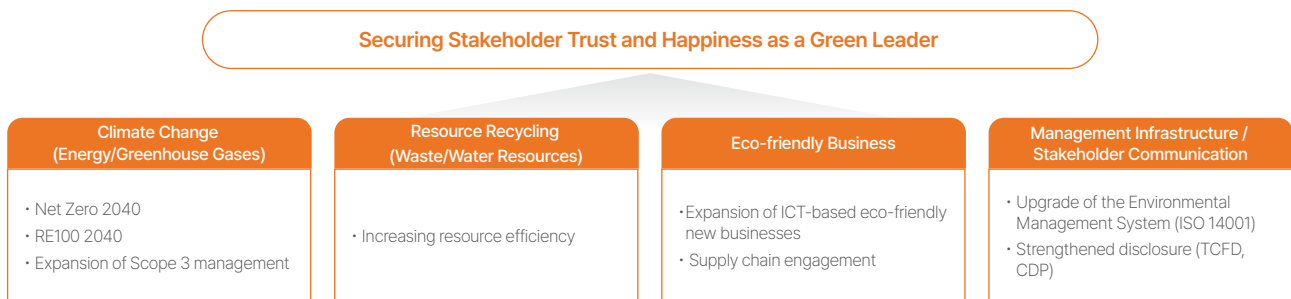 Securing Stakeholder Trust and Happiness as a Green Leader
Climate Change
(Energy/Greenhouse Gases)
· Net Zero 2040
· RE100 2040
· Expansion of Scope 3 management
Resource Recycling
(Waste/Water Resources)
· Increasing resource efficiency
Eco-friendly Business
· Expansion of ICT-based eco-friendly
new businesses
· Supply chain engagement
Management Infrastructure /
Stakeholder Communication
· Upgrade of the Environmental
Management System (ISO 14001)
· Strengthened disclosure (TCFD,
CDP)